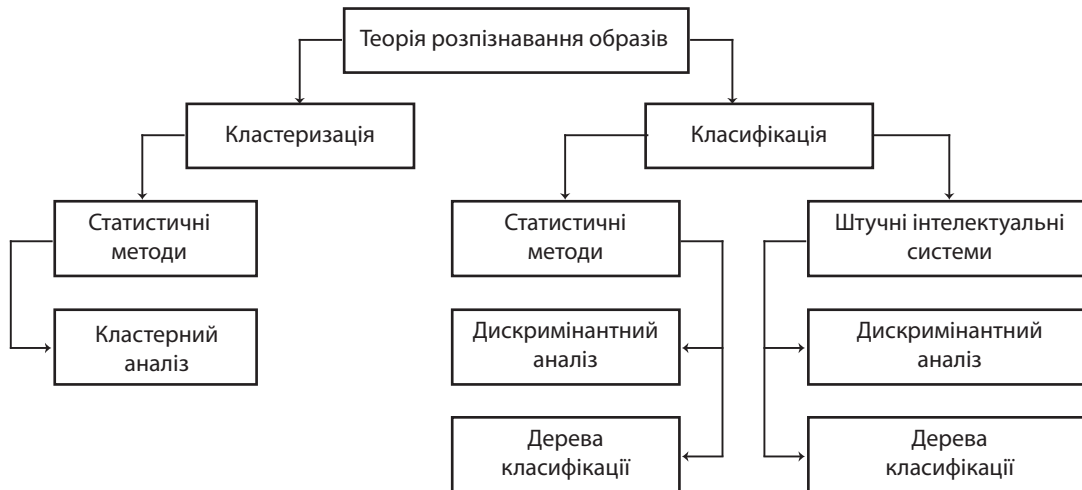 Теорія розпізнавання образів
Кластеризація
Класифікація
Статистичні
методи
Статистичні
методи
Штучні інтелектуальні
системи
Кластерний
аналіз
Дискримінантний
аналіз
Дискримінантний
аналіз
Дерева
класифікації
Дерева
класифікації